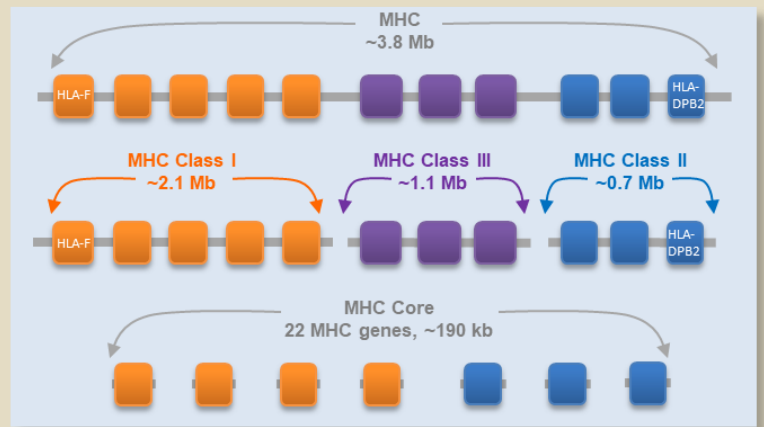 MHC
~3.8 Mb
HLA-F
HLA-
DPB2
MHC Class I
~2.1 Mb
MHC Class III
~1.1 Mb
MHC Class II
~0.7 Mb
HLA-F
HLA-
DPB2
MHC Core
22 MHC genes, ~190 kb